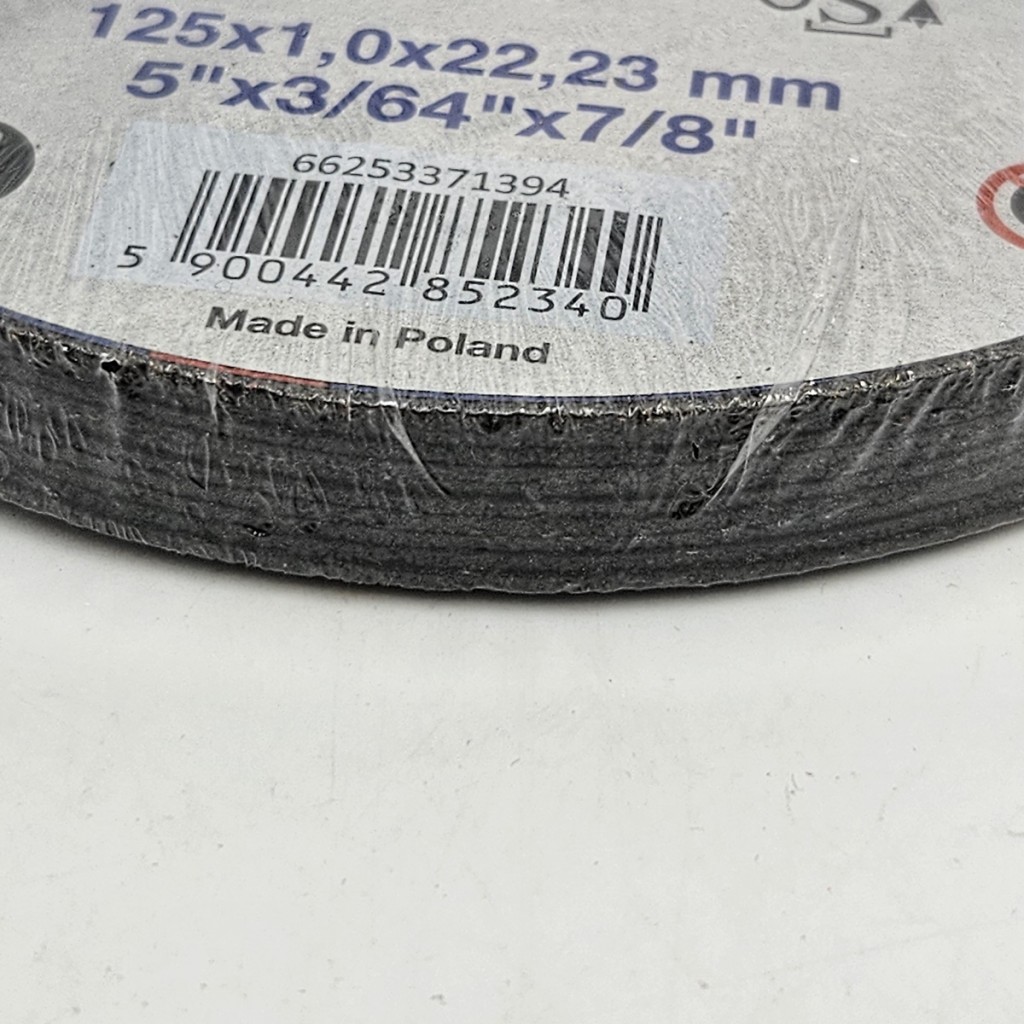 125x1,0x22,23 mm
5"x3/64"x7/8"
66253371394
5 900442 852340
Made in Poland